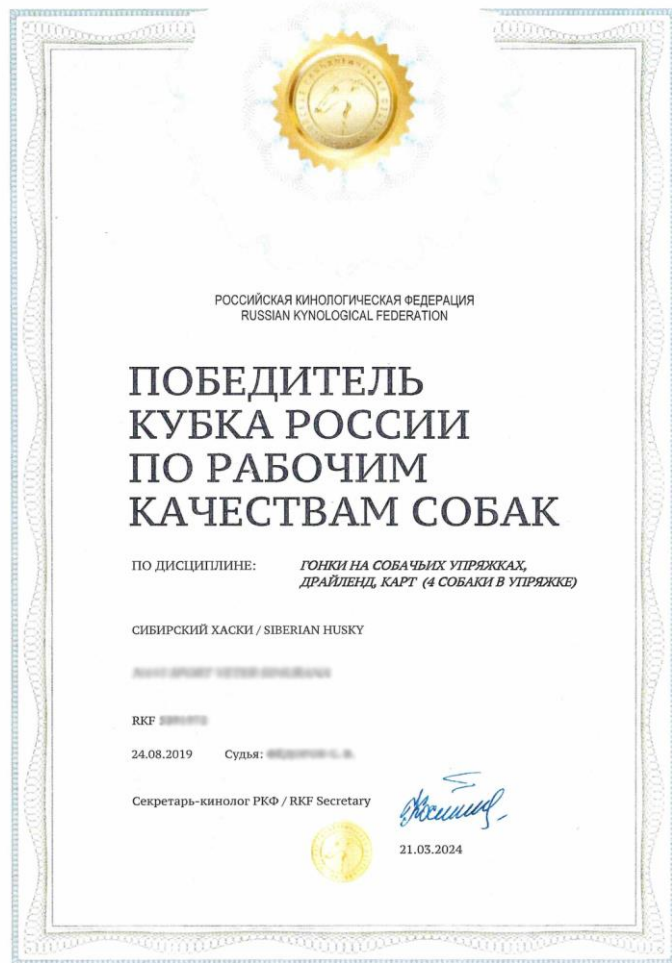 РОССИЙСКАЯ КИНОЛОГИЧЕСКАЯ ФЕДЕРАЦИЯ
RUSSIAN KYNOLOGICAL FEDERATION
ПОБЕДИТЕЛЬ
КУБКА РОССИИ
ПО РАБОЧИМ
КАЧЕСТВАМ СОБАК
ПО ДИСЦИПЛИНЕ: ГОНКИ НА СОБАЧЬИХ УПРЯЖКАХ,
ДРАЙЛЕНД, КАРТ (4 СОБАКИ В УПРЯЖКЕ)
СИБИРСКИЙ ХАСКИ / SIBERIAN HUSKY
RKF
24.08.2019 Судья:
Секретарь-кинолог РКФ / RKF Secretary
21.03.2024